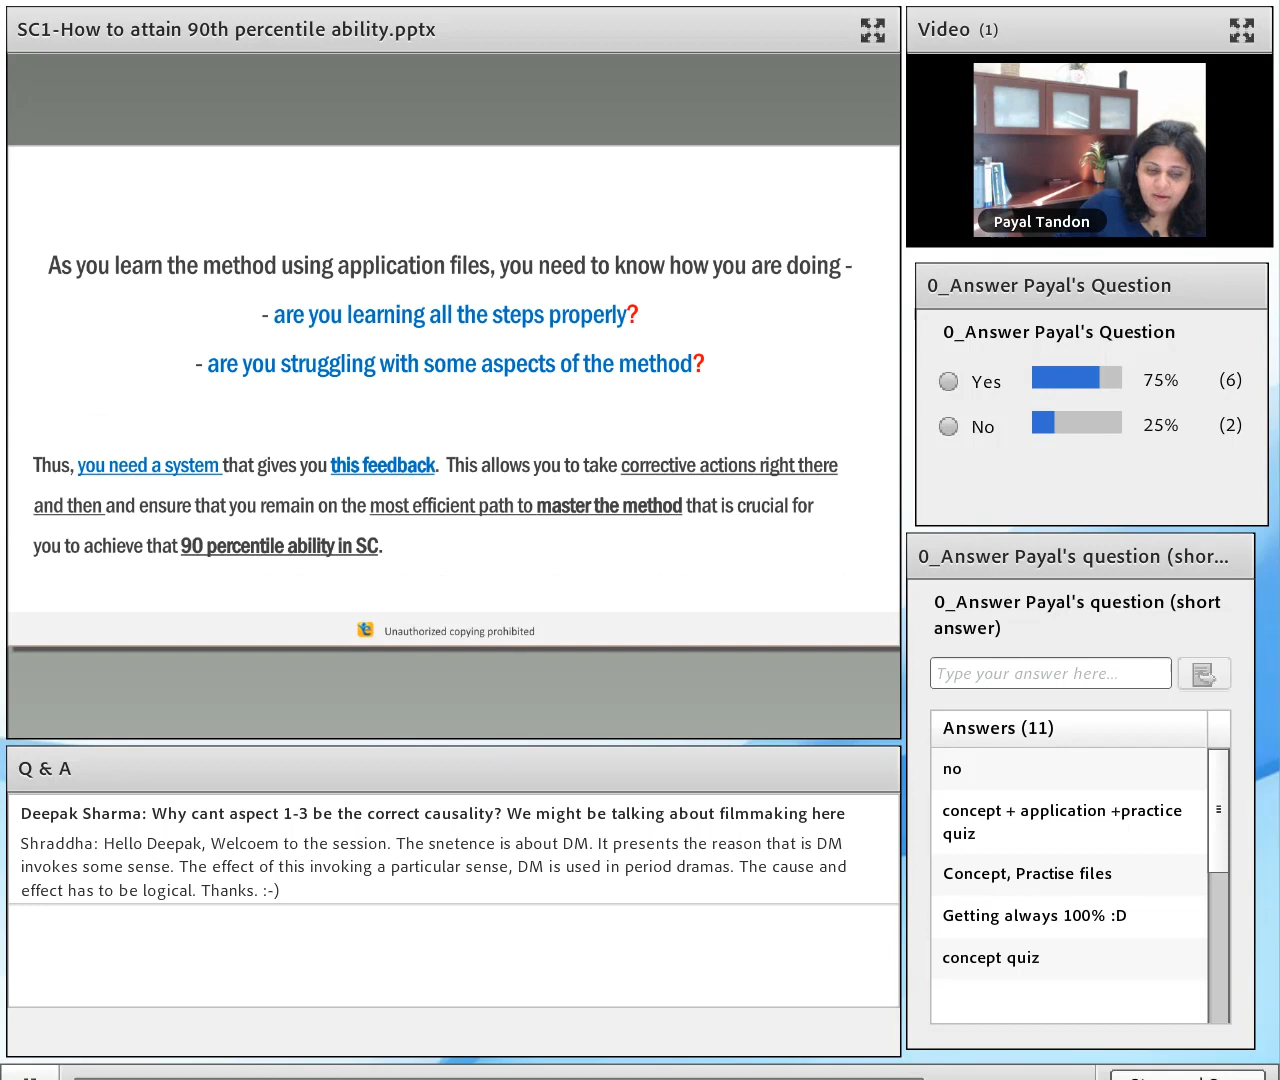 SC1-How to attain 90th percentile ability.pptx
As you learn the method using application files, you need to know how you are doing -
- are you learning all the steps properly?
- are you struggling with some aspects of the method?
Thus, you need a system that gives you this feedback. This allows you to take corrective actions right there
and then and ensure that you remain on the most efficient path to master the method that is crucial for
you to achieve that 90 percentile ability in SC.
Unauthorized copying prohibited
Q & A
Deepak Sharma: Why cant aspect 1-3 be the correct causality? We might be talking about filmmaking here
Shraddha: Hello Deepak, Welcoem to the session. The snetence is about DM. It presents the reason that is DM
invokes some sense. The effect of this invoking a particular sense, DM is used in period dramas. The cause and
effect has to be logical. Thanks. :-)
Video (1)
Payal Tandon
0_Answer Payal's Question
0_Answer Payal's Question
Yes 75% (6)
No 25% (2)
0_Answer Payal's question (shor...
0_Answer Payal's question (short
answer)
Type your answer here...
Answers (11)
no
concept + application +practice
quiz
Concept, Practise files
Getting always 100% :D
concept quiz